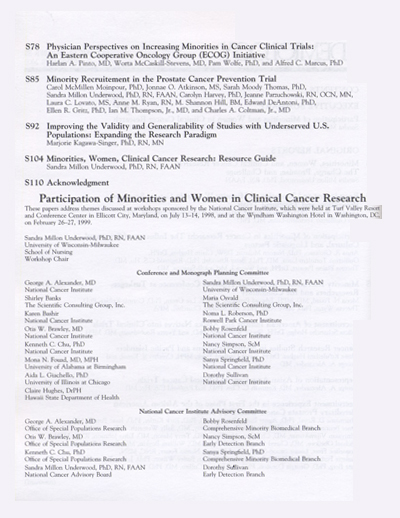 S78 Physician Perspectives on Increasing Minorities in Cancer Clinical Trials:
An Eastern Cooperative Oncology Group (ECOG) Initiative
Harlan A. Pinto, MD, Worta McCaskill-Stevens, MD, Pam Wolfe, PhD, and Alfred C. Marcus, PhD
S85 Minority Recruitement in the Prostate Cancer Prevention Trial
Carol McMillen Moinpour, PhD, Jonnae O. Atkinson, MS, Sarah Moody Thomas, PhD,
Sandra Millon Underwood, PhD, RN, FAAN, Carolyn Harvey, PhD, Jeanne Parzuchowski, RN, OCN, MN,
Laura C. Lovato, MS, Anne M. Ryan, RN, M. Shannon Hill, BM, Edward DeAntoni, PhD,
Ellen R. Gritz, PhD, Ian M. Thompson, Jr., MD, and Charles A. Coltman, Jr., MD
S92 Improving the Validity and Generalizability of Studies with Underserved U.S.
Populations: Expanding the Research Paradigm
Marjorie Kagawa-Singer, PhD, RN, MN
S104 Minorities, Women, Clinical Cancer Research: Resource Guide
Sandra Millon Underwood, PhD, RN, FAAN
S110 Acknowledgment
Participation of Minorities and Women in Clinical Cancer Research
These papers address themes discussed at workshops sponsored by the National Cancer Institute, which were held at Turf Valley Resort
and Conference Center in Ellicott City, Maryland, on July 13–14, 1998, and at the Wyndham Washington Hotel in Washington, DC,
on February 26–27, 1999.
Sandra Millon Underwood, PhD, RN, FAAN
University of Wisconsin-Milwaukee
School of Nursing
Workshop Chair
Conference and Monograph Planning Committee
George A. Alexander, MD
National Cancer Institute
Shirley Banks
The Scientific Consulting Group, Inc.
Karen Bashir
National Cancer Institute
Otis W. Brawley, MD
National Cancer Institute
Kenneth C. Chu, PhD
National Cancer Institute
Mona N. Fouad, MD, MPH
University of Alabama at Birmingham
Aida L. Giachello, PhD
University of Illinois at Chicago
Claire Hughes, DrPH
Hawaii State Department of Health
Sandra Millon Underwood, PhD, RN, FAAN
University of Wisconsin-Milwaukee
Maria Osvald
The Scientific Consulting Group, Inc.
Norma L. Roberson, PhD
Roswell Park Cancer Institute
Bobby Rosenfeld
National Cancer Institute
Nancy Simpson, ScM
National Cancer Institute
Sanya Springfield, PhD
National Cancer Institute
Dorothy Sullivan
National Cancer Institute
National Cancer Institute Advisory Committee
George A. Alexander, MD
Office of Special Populations Research
Otis W. Brawley, MD
Office of Special Populations Research
Kenneth C. Chu, PhD
Office of Special Populations Research
Sandra Millon Underwood, PhD, RN, FAAN
National Cancer Advisory Board
Bobby Rosenfeld
Comprehensive Minority Biomedical Branch
Nancy Simpson, ScM
Early Detection Branch
Sanya Springfield, PhD
Comprehensive Minority Biomedical Branch
Dorothy Sullivan
Early Detection Branch